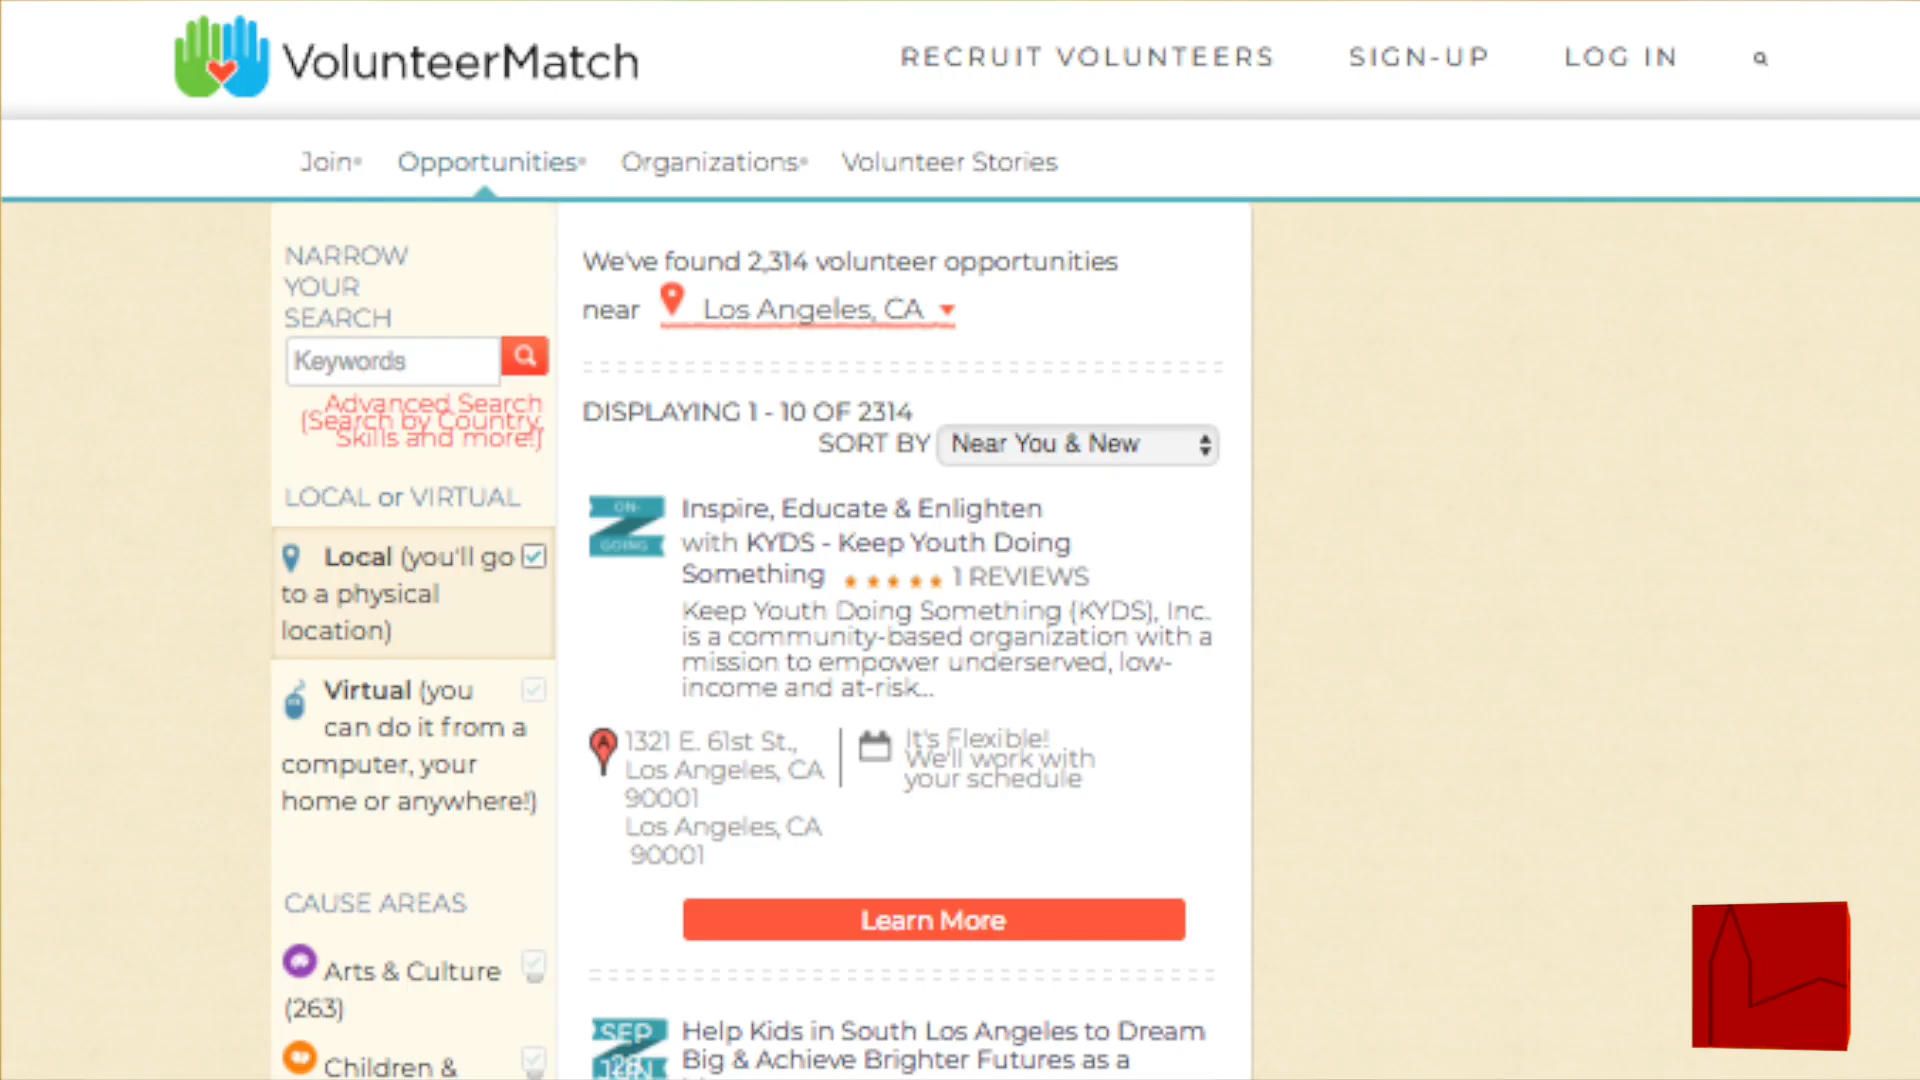 VolunteerMatch
RECRUIT VOLUNTEERS SIGN-UP LOG IN
Join Opportunities Organizations Volunteer Stories
NARROW
YOUR
SEARCH
Keywords
Advanced Search
(Search by Country,
Skills and more!)
LOCAL or VIRTUAL
Local (you'll go
to a physical
location)
Virtual (you
can do it from a
computer, your
home or anywhere!)
CAUSE AREAS
Arts & Culture
(263)
Children &
We've found 2,314 volunteer opportunities
near Los Angeles, CA
DISPLAYING 1 - 10 OF 2314
SORT BY Near You & New
ON-
GOING
Inspire, Educate & Enlighten
with KYDS - Keep Youth Doing
Something 1 REVIEWS
Keep Youth Doing Something (KYDS), Inc.
is a community-based organization with a
mission to empower underserved, low-
income and at-risk...
A
1321 E. 61st St.,
Los Angeles, CA
90001
Los Angeles, CA
90001
It's Flexible!
We'll work with
your schedule
Learn More
SEP
Help Kids in South Los Angeles to Dream
Big & Achieve Brighter Futures as a